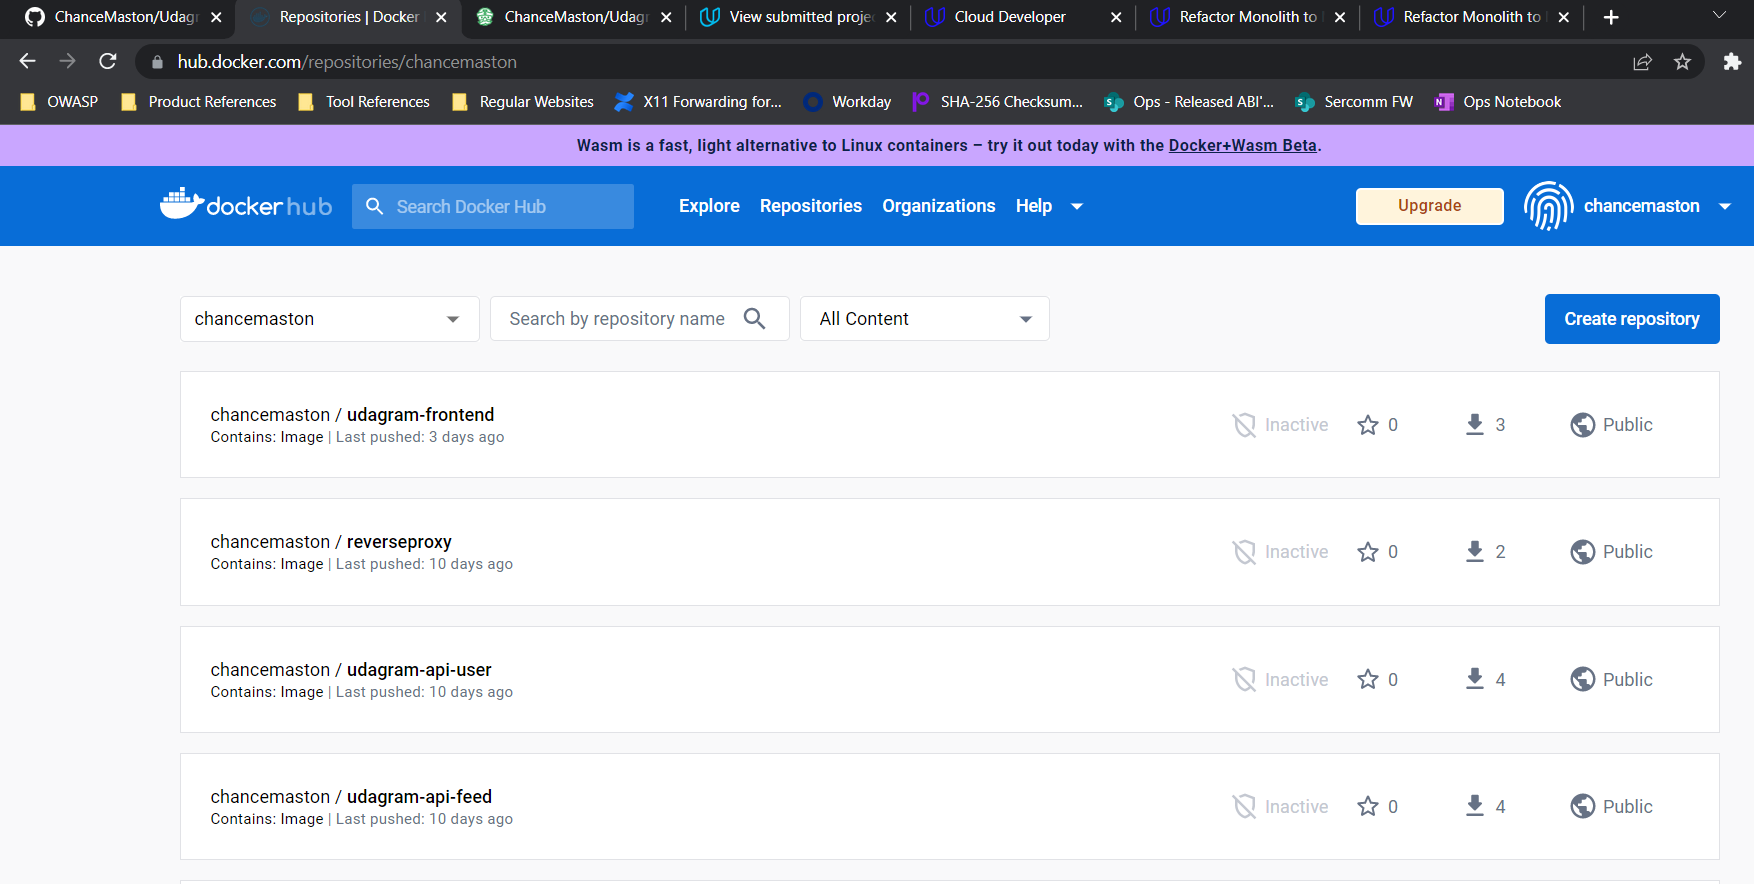 ChanceMaston/Udagr
Repositories | Docker
ChanceMaston/Udagr
View submitted proje
Cloud Developer
Refactor Monolith to
Refactor Monolith to
hub.docker.com/repositories/chancemaston
OWASP
Product References
Tool References
Regular Websites
X11 Forwarding for...
Workday
SHA-256 Checksum...
Ops - Released ABI'...
Sercomm FW
Ops Notebook
Wasm is a fast, light alternative to Linux containers – try it out today with the Docker+Wasm Beta.
docker hub
Search Docker Hub
Explore
Repositories
Organizations
Help
Upgrade
chancemaston
chancemaston
Search by repository name
All Content
Create repository
chancemaston / udagram-frontend
Contains: Image | Last pushed: 3 days ago
Inactive
0
3
Public
chancemaston / reverseproxy
Contains: Image | Last pushed: 10 days ago
Inactive
0
2
Public
chancemaston / udagram-api-user
Contains: Image | Last pushed: 10 days ago
Inactive
0
4
Public
chancemaston / udagram-api-feed
Contains: Image | Last pushed: 10 days ago
Inactive
0
4
Public